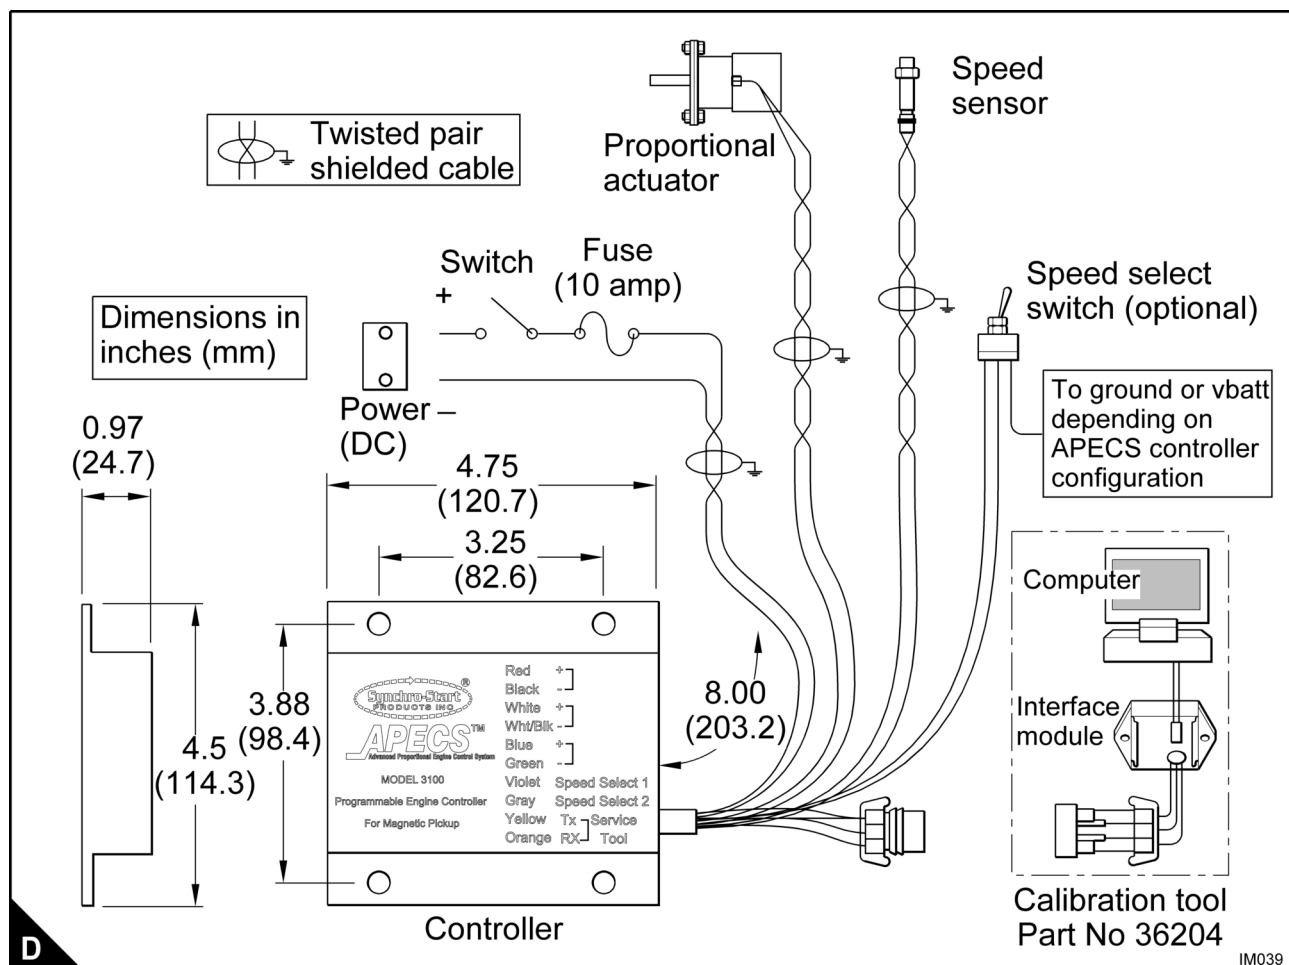 Speed
sensor
Proportional
actuator
Twisted pair
shielded cable
Switch
Fuse
(10 amp)
+
Speed select
switch (optional)
Dimensions in
inches (mm)
Power –
(DC)
To ground or vbatt
depending on
APECS controller
configuration
0.97
(24.7)
4.75
(120.7)
3.25
(82.6)
Computer
Interface
module
3.88
(98.4)
4.5
(114.3)
8.00
(203.2)
Synchro-Start®
PRODUCTS INC
APECS™
Advanced Proportional Engine Control System
MODEL 3100
Programmable Engine Controller
For Magnetic Pickup
Red +
Black -
White +
Wht/Blk -
Blue +
Green -
Violet Speed Select 1
Gray Speed Select 2
Yellow Tx Service
Orange RX Tool
Controller
Calibration tool
Part No 36204
D
IM039